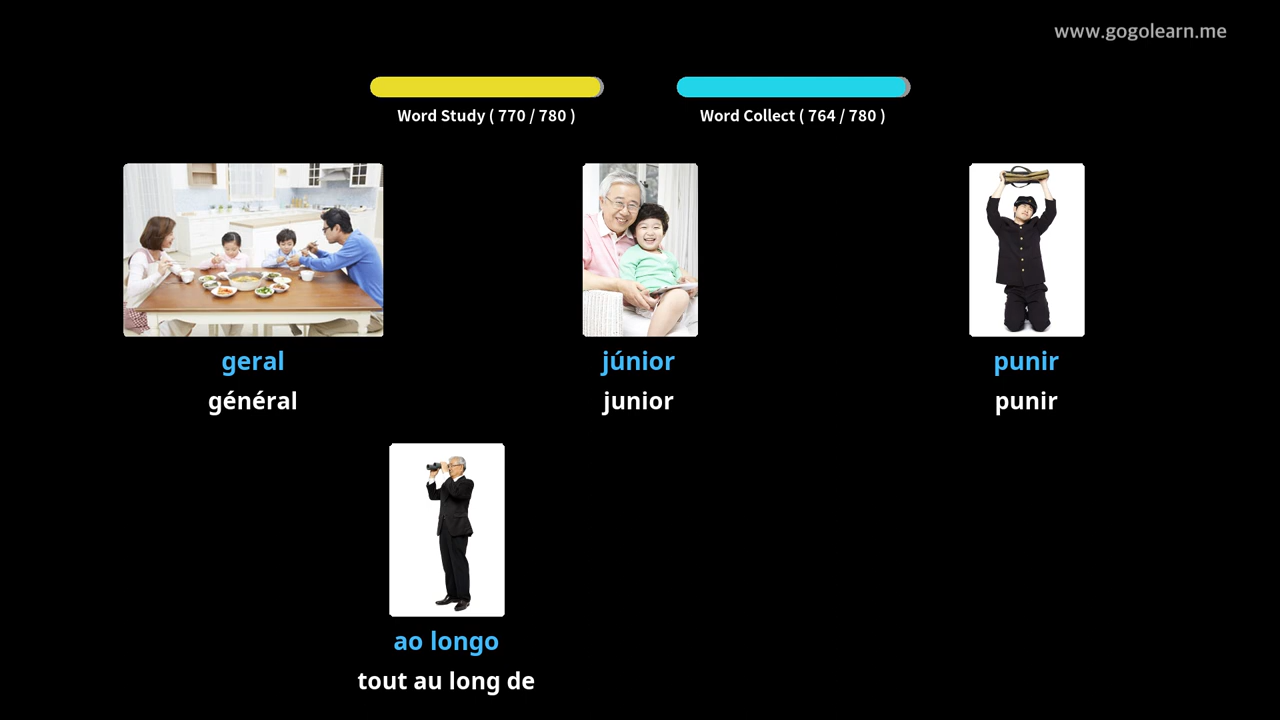 www.gogolearn.me
Word Study ( 770 / 780 )
Word Collect ( 764 / 780 )
geral
général
júnior
junior
punir
punir
ao longo
tout au long de